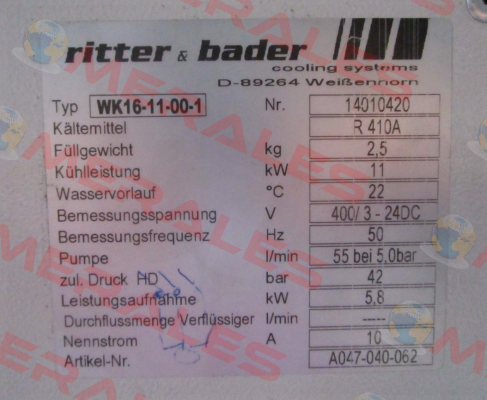 ritter & bader
cooling systems
D-89264 Weißenhorn
Typ WK16-11-00-1 Nr. 14010420
Kältemittel R 410A
Füllgewicht kg 2,5
Kühlleistung kW 11
Wasservorlauf °C 22
Bemessungsspannung V 400/ 3 - 24DC
Bemessungsfrequenz Hz 50
Pumpe l/min 55 bei 5,0bar
zul. Druck HD bar 42
Leistungsaufnahme kW 5,8
Durchflussmenge Verflüssiger l/min -----
Nennstrom A 10
Artikel-Nr. A047-040-062
MERALES